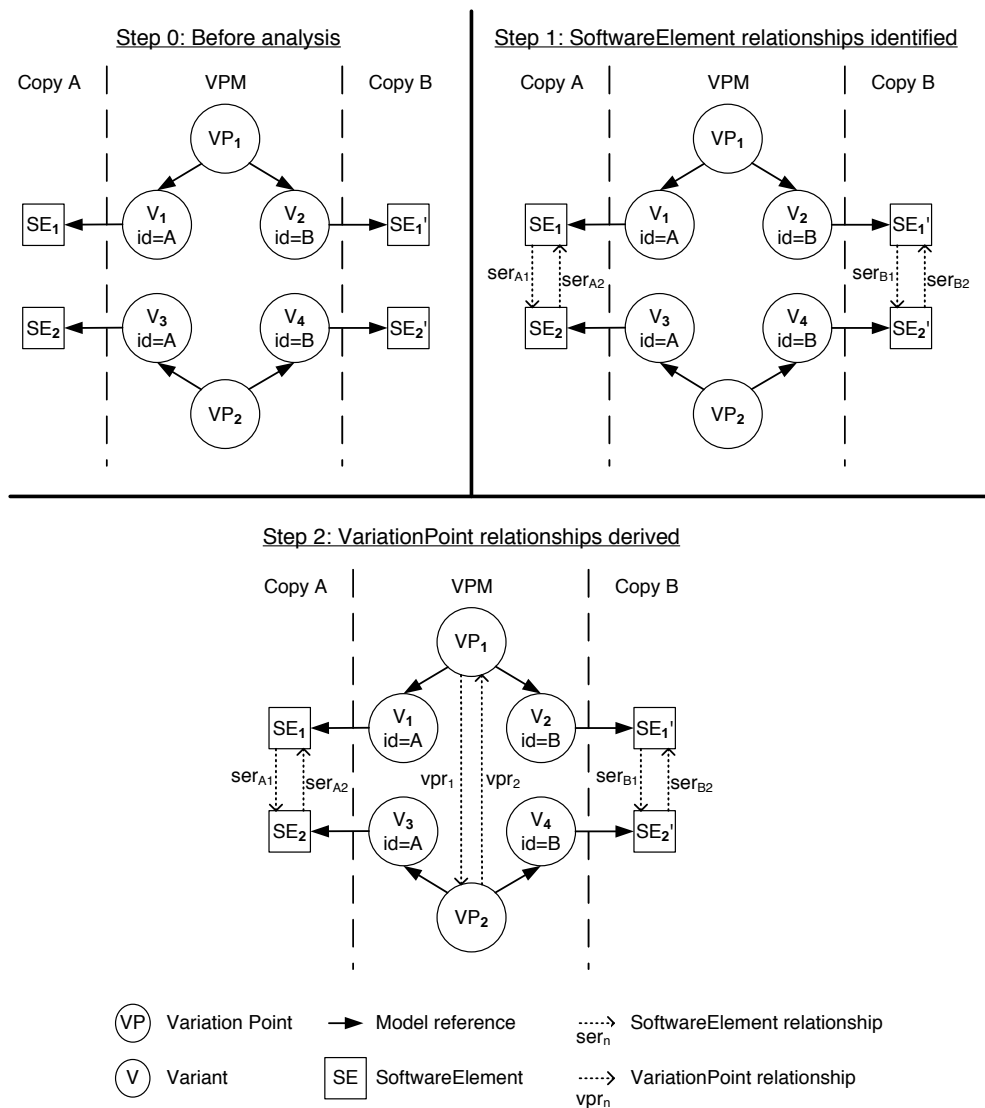 Step 0: Before analysis
Copy A VPM Copy B
VP1
SE1 V1 id=A V2 id=B SE1'
SE2 V3 id=A V4 id=B SE2'
VP2
Step 1: SoftwareElement relationships identified
Copy A VPM Copy B
VP1
SE1 V1 id=A V2 id=B SE1'
serA1 serA2 serB1 serB2
SE2 V3 id=A V4 id=B SE2'
VP2
Step 2: VariationPoint relationships derived
Copy A VPM Copy B
VP1
SE1 V1 id=A V2 id=B SE1'
serA1 serA2 vpr1 vpr2 serB1 serB2
SE2 V3 id=A V4 id=B SE2'
VP2
VP Variation Point Model reference SoftwareElement relationship
sern
V Variant SE SoftwareElement VariationPoint relationship
vprn